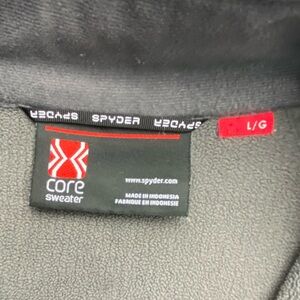 SPYDER SPYDER SPYDER
L/G
core
sweater
www.spyder.com
MADE IN INDONESIA
FABRIQUE EN INDONESIE